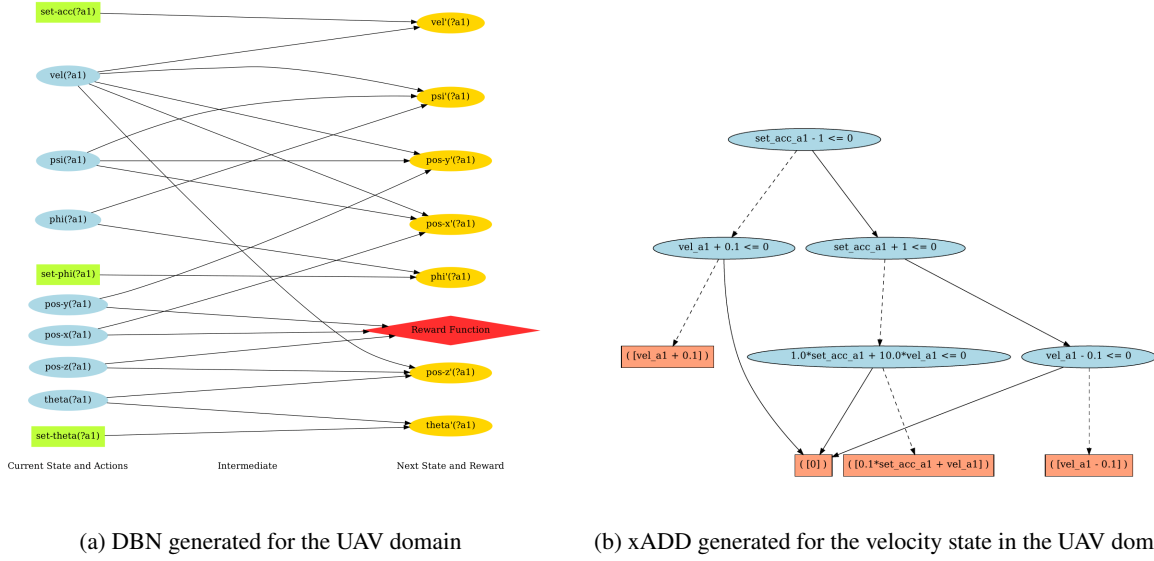 set-acc(?a1)
vel'(?a1)
vel(?a1)
psi'(?a1)
psi(?a1)
pos-y'(?a1)
phi(?a1)
pos-x'(?a1)
set-phi(?a1)
phi'(?a1)
pos-y(?a1)
pos-x(?a1)
Reward Function
pos-z(?a1)
pos-z'(?a1)
theta(?a1)
theta'(?a1)
set-theta(?a1)
Current State and Actions
Intermediate
Next State and Reward
(a) DBN generated for the UAV domain
set_acc_a1 - 1 <= 0
vel_a1 + 0.1 <= 0
set_acc_a1 + 1 <= 0
( [vel_a1 + 0.1] )
1.0*set_acc_a1 + 10.0*vel_a1 <= 0
vel_a1 - 0.1 <= 0
( [0] )
( [0.1*set_acc_a1 + vel_a1] )
( [vel_a1 - 0.1] )
(b) xADD generated for the velocity state in the UAV dom